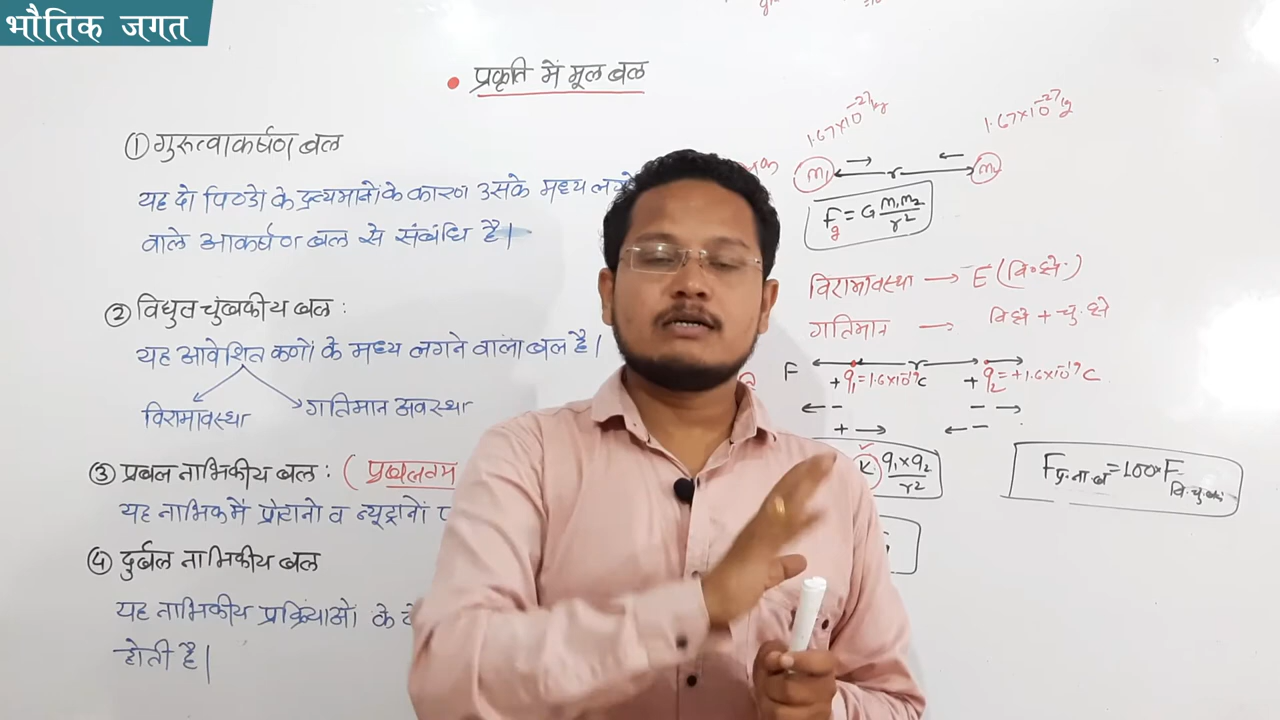 भौतिक जगत
• प्रकृति में मूल बल
① गुरुत्वाकर्षण बल
यह दो पिण्डो के द्रव्यमानों के कारण उसके मध्य लगने
वाले आकर्षण बल से संबंधि है।
② विधुत चुंबकीय बल :
यह आवेशित कणों के मध्य लगने वाला बल है।
विरामावस्था गतिमान अवस्था
③ प्रबल नाभिकीय बल : ( प्रबलतम
यह नाभिक में प्रोटानो व न्यूट्रानों
④ दुर्बल नाभिकीय बल
यह नाभिकीय प्रक्रियाओं के
होती है।
1.67×10⁻²⁷kg 1.67×10⁻²⁷kg
m₁ r m₂
Fg = G m₁m₂/r²
विरामावस्था → E (वि॰क्षे॰)
गतिमान → वि क्षे + चु॰क्षे
F r
+q₁=1.6×10⁻¹⁹C +q₂=+1.6×10⁻¹⁹C
← − − →
+ → ← −
K q₁×q₂/r²
Fप्र.ना.ब = 100×F वि.चु.ब